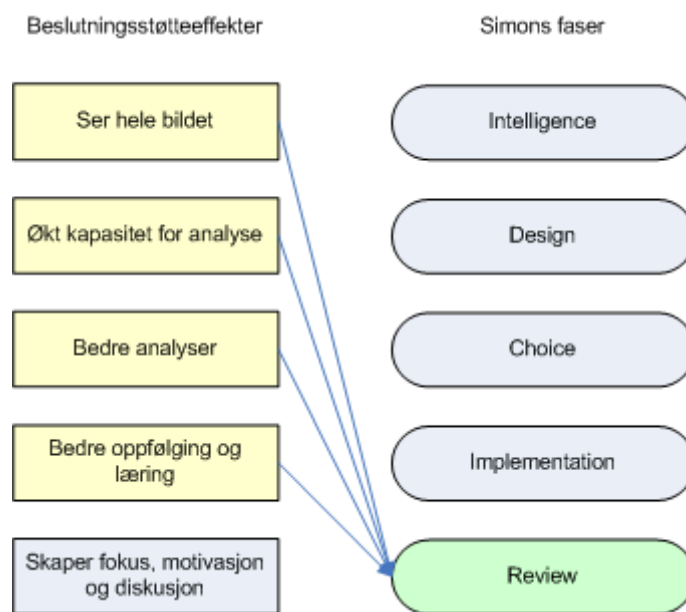 Beslutningsstøtteeffekter
Simons faser
Ser hele bildet
Intelligence
Økt kapasitet for analyse
Design
Bedre analyser
Choice
Bedre oppfølging og
læring
Implementation
Skaper fokus, motivasjon
og diskusjon
Review